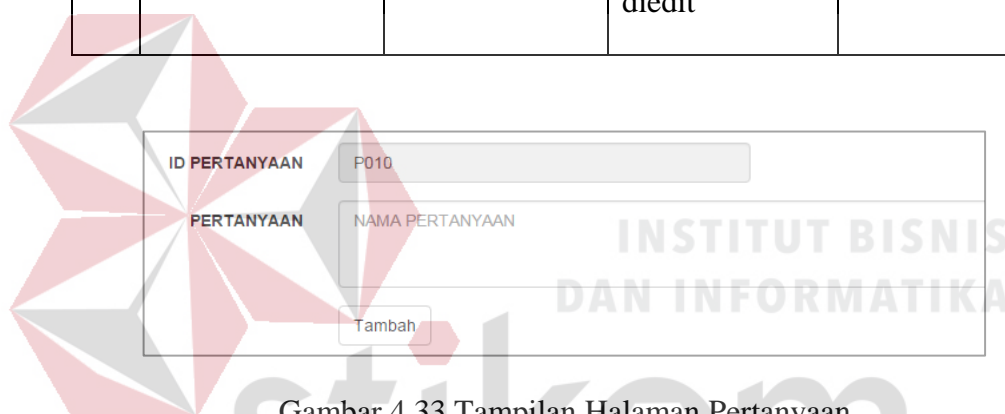 diedit
ID PERTANYAAN P010
PERTANYAAN NAMA PERTANYAAN
INSTITUT BISNIS
DAN INFORMATIKA
Tambah
stikom
Gambar 4.33 Tampilan Halaman Pertanyaan